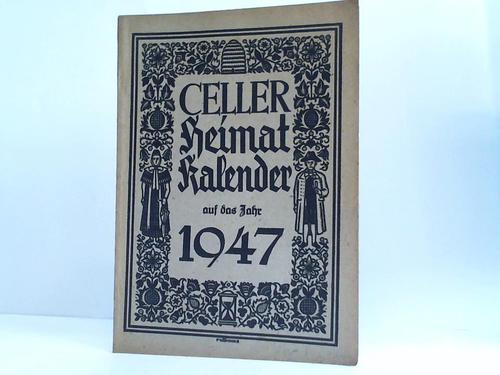 CELLER
Heimat
Kalender
auf das Jahr
1947